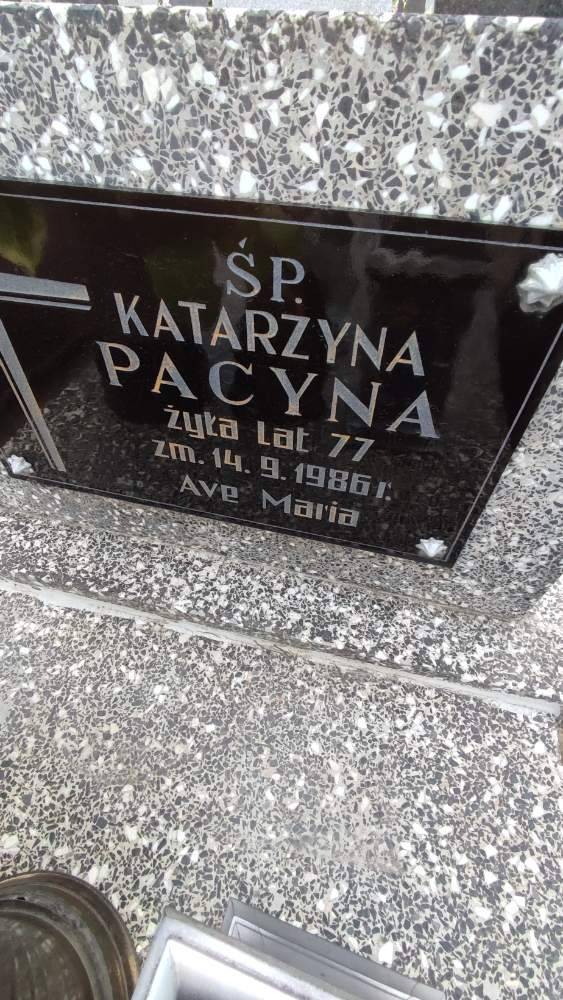 ŚP.
KATARZYNA
PACYNA
żyła lat 77
zm. 14. 9. 1986 r.
Ave Maria